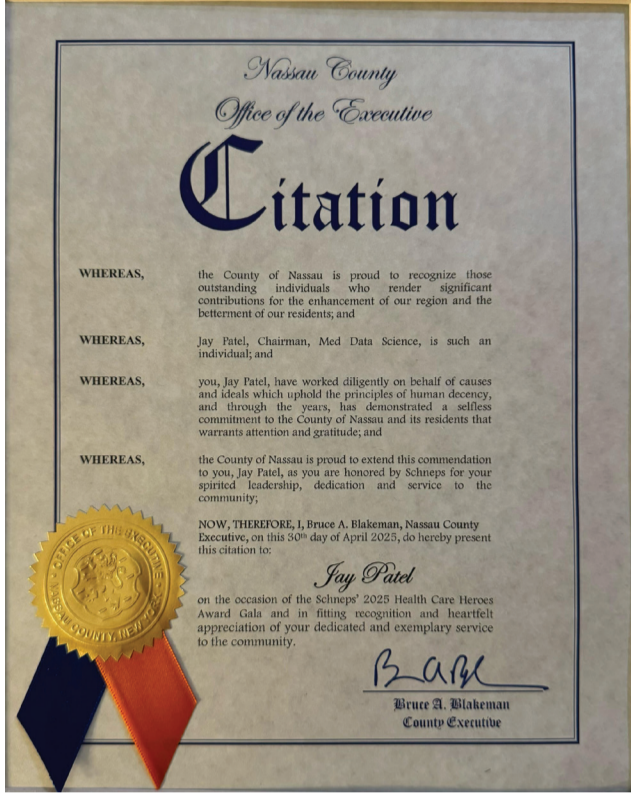 Nassau County
Office of the Executive
Citation
WHEREAS, the County of Nassau is proud to recognize those
outstanding individuals who render significant
contributions for the enhancement of our region and the
betterment of our residents; and
WHEREAS, Jay Patel, Chairman, Med Data Science, is such an
individual; and
WHEREAS, you, Jay Patel, have worked diligently on behalf of causes
and ideals which uphold the principles of human decency,
and through the years, has demonstrated a selfless
commitment to the County of Nassau and its residents that
warrants attention and gratitude; and
WHEREAS, the County of Nassau is proud to extend this commendation
to you, Jay Patel, as you are honored by Schneps for your
spirited leadership, dedication and service to the
community;
NOW, THEREFORE, I, Bruce A. Blakeman, Nassau County
Executive, on this 30th day of April 2025, do hereby present
this citation to:
Jay Patel
on the occasion of the Schneps' 2025 Health Care Heroes
Award Gala and in fitting recognition and heartfelt
appreciation of your dedicated and exemplary service
to the community.
Bruce A. Blakeman
County Executive
OFFICE OF THE EXECUTIVE
NASSAU COUNTY, NEW YORK